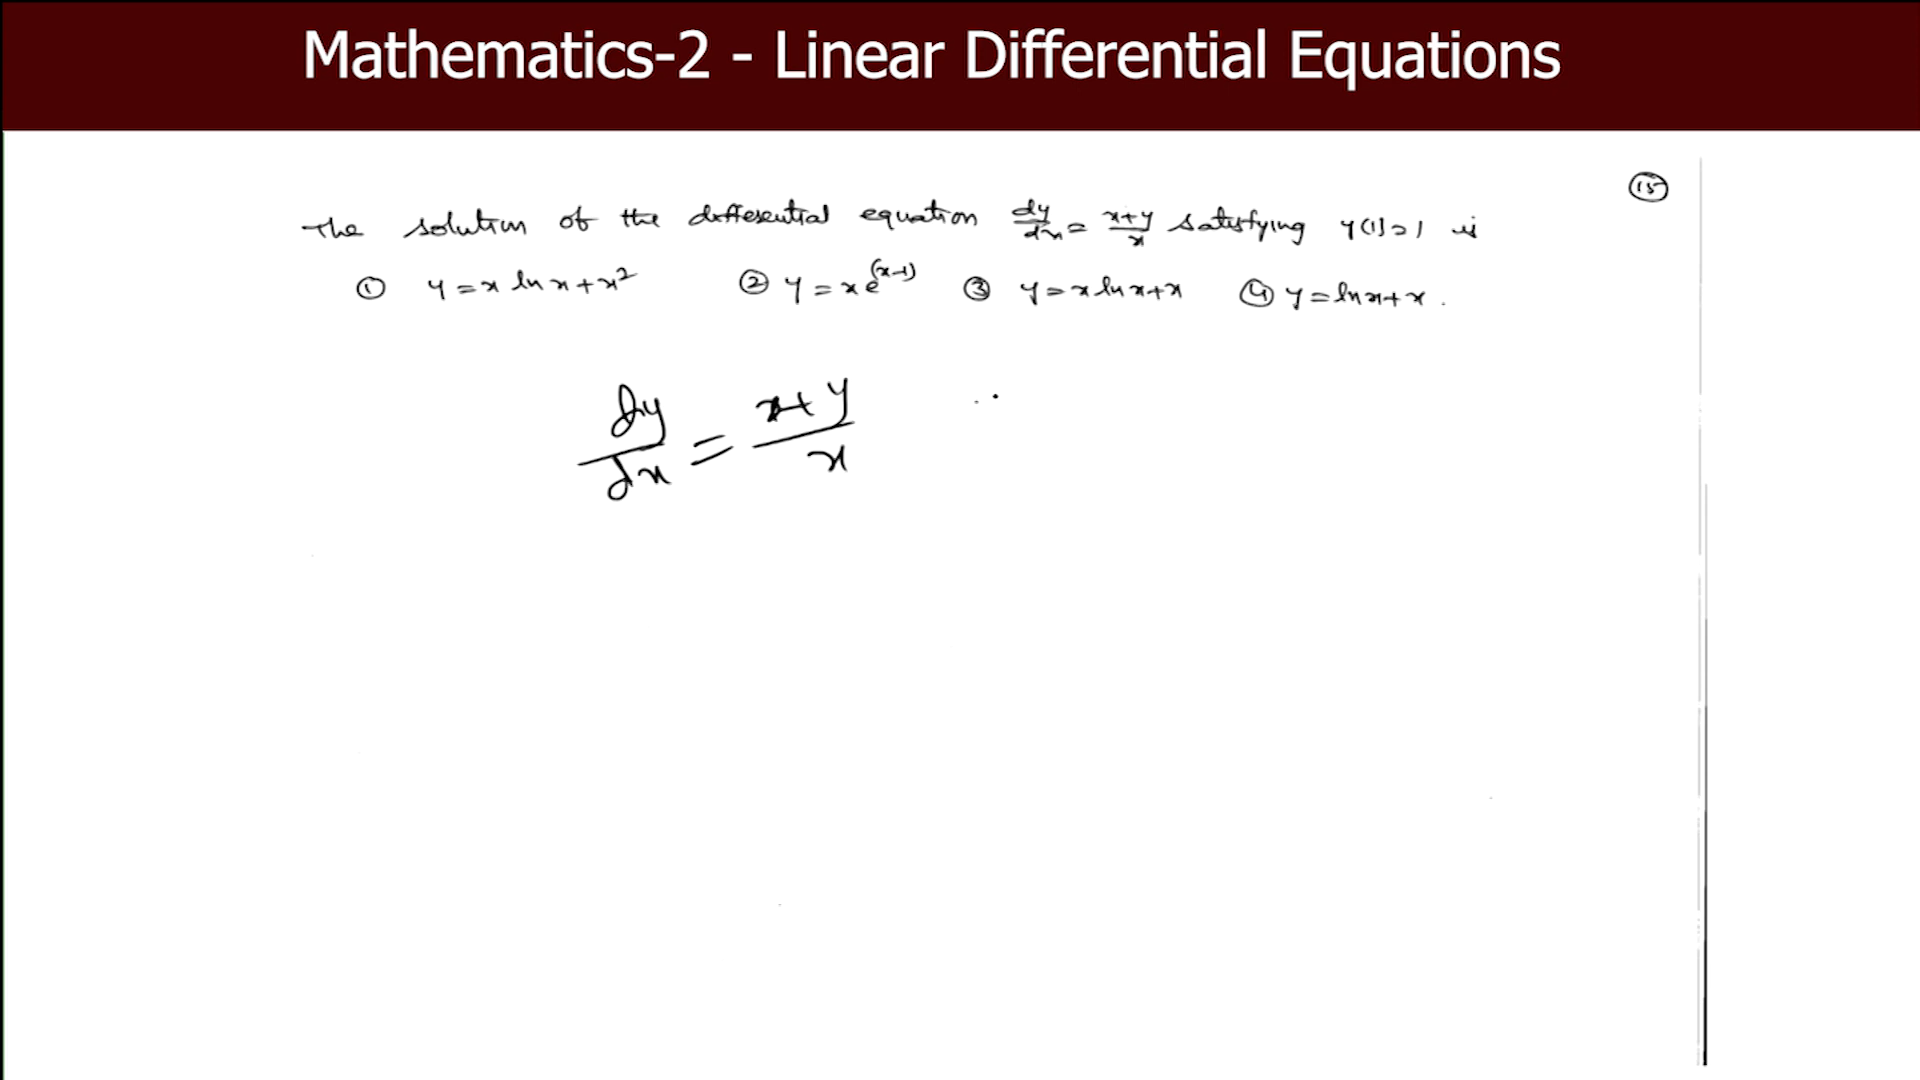 Mathematics-2 - Linear Differential Equations
(15)
The solution of the differential equation dy/dx = x+y/x satisfying y(1)=1 is
① y = x ln x + x² ② y = x e^(x-1) ③ y = x ln x + x ④ y = ln x + x .
dy/dx = x+y/x